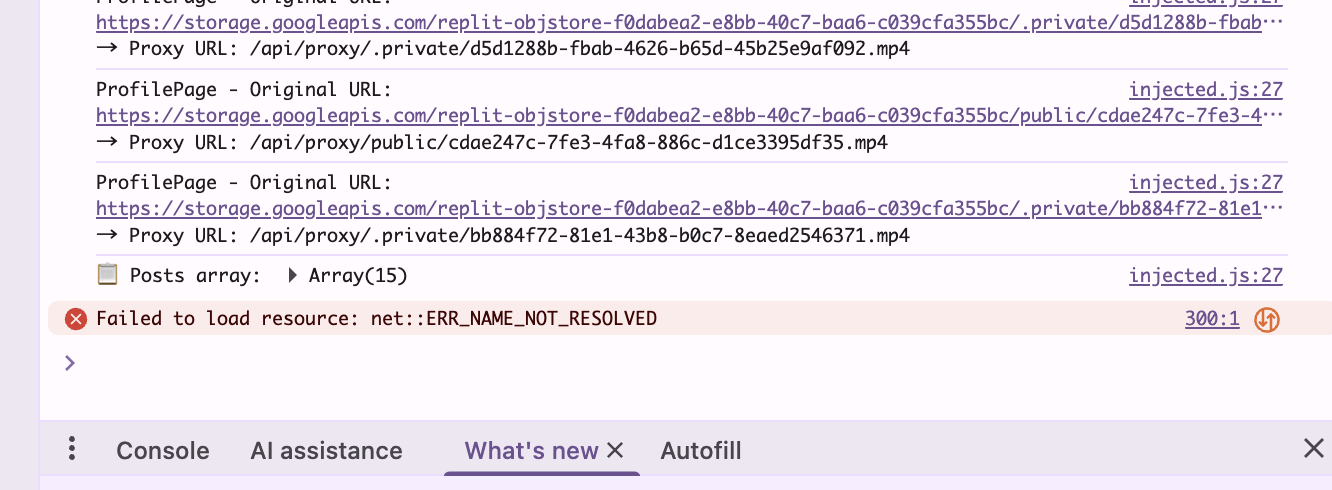 ProfilePage - Original URL: injected.js:27
https://storage.googleapis.com/replit-objstore-f0dabea2-e8bb-40c7-baa6-c039cfa355bc/.private/d5d1288b-fbab…
→ Proxy URL: /api/proxy/.private/d5d1288b-fbab-4626-b65d-45b25e9af092.mp4
ProfilePage - Original URL: injected.js:27
https://storage.googleapis.com/replit-objstore-f0dabea2-e8bb-40c7-baa6-c039cfa355bc/public/cdae247c-7fe3-4…
→ Proxy URL: /api/proxy/public/cdae247c-7fe3-4fa8-886c-d1ce3395df35.mp4
ProfilePage - Original URL: injected.js:27
https://storage.googleapis.com/replit-objstore-f0dabea2-e8bb-40c7-baa6-c039cfa355bc/.private/bb884f72-81e1…
→ Proxy URL: /api/proxy/.private/bb884f72-81e1-43b8-b0c7-8eaed2546371.mp4
📋 Posts array: ▶ Array(15) injected.js:27
Failed to load resource: net::ERR_NAME_NOT_RESOLVED 300:1
Console AI assistance What's new Autofill